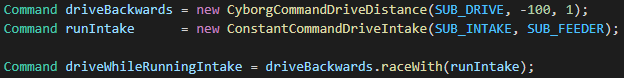 Command driveBackwards = new CyborgCommandDriveDistance(SUB_DRIVE, -100, 1);
Command runIntake      = new ConstantCommandDriveIntake(SUB_INTAKE, SUB_FEEDER);
Command driveWhileRunningIntake = driveBackwards.raceWith(runIntake);